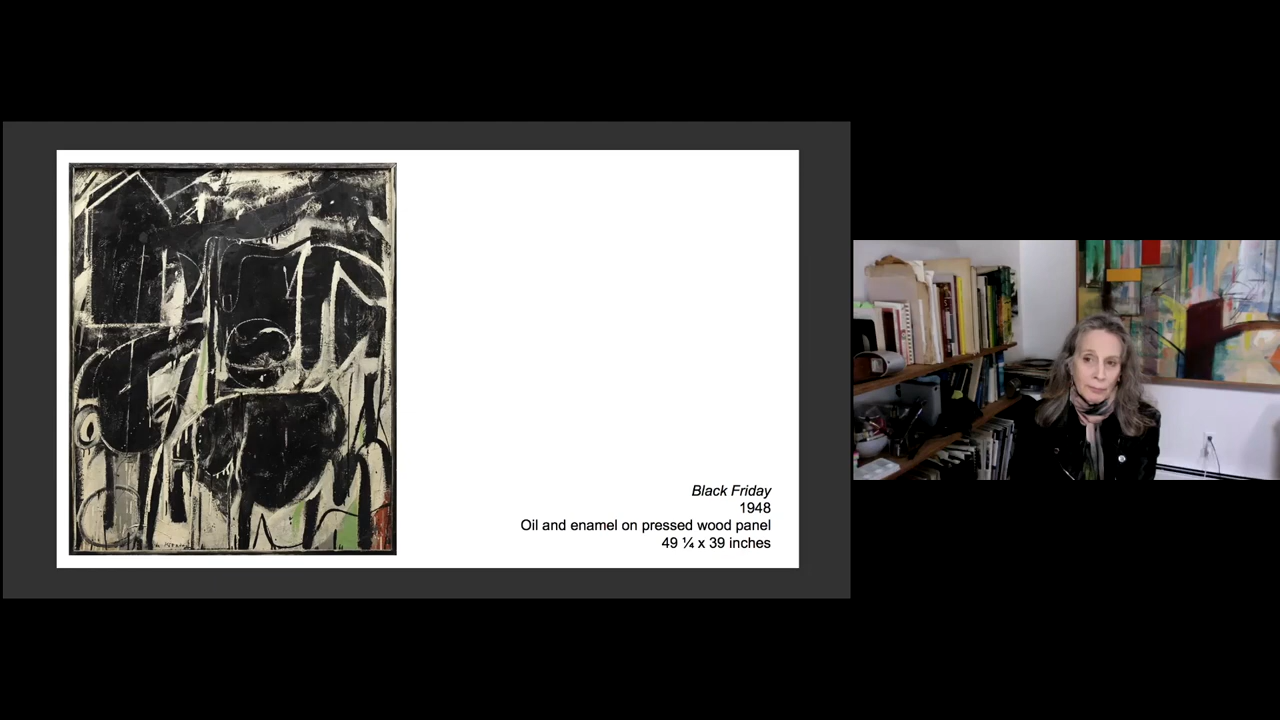 Black Friday
1948
Oil and enamel on pressed wood panel
49 ¼ x 39 inches